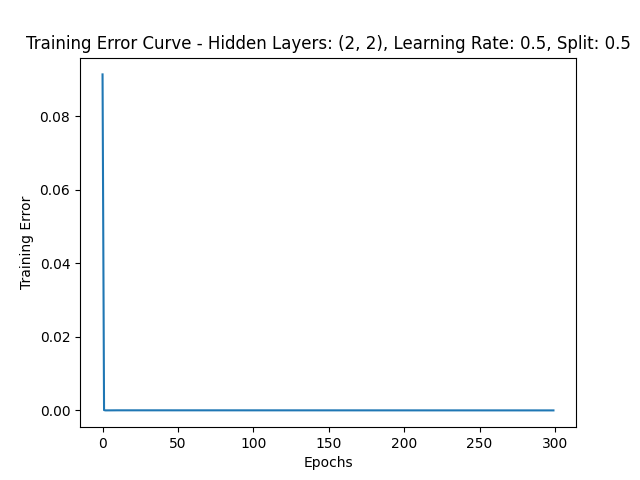 Training Error Curve - Hidden Layers: (2, 2), Learning Rate: 0.5, Split: 0.5
0.08
0.06
0.04
0.02
0.00
Training Error
0 50 100 150 200 250 300
Epochs